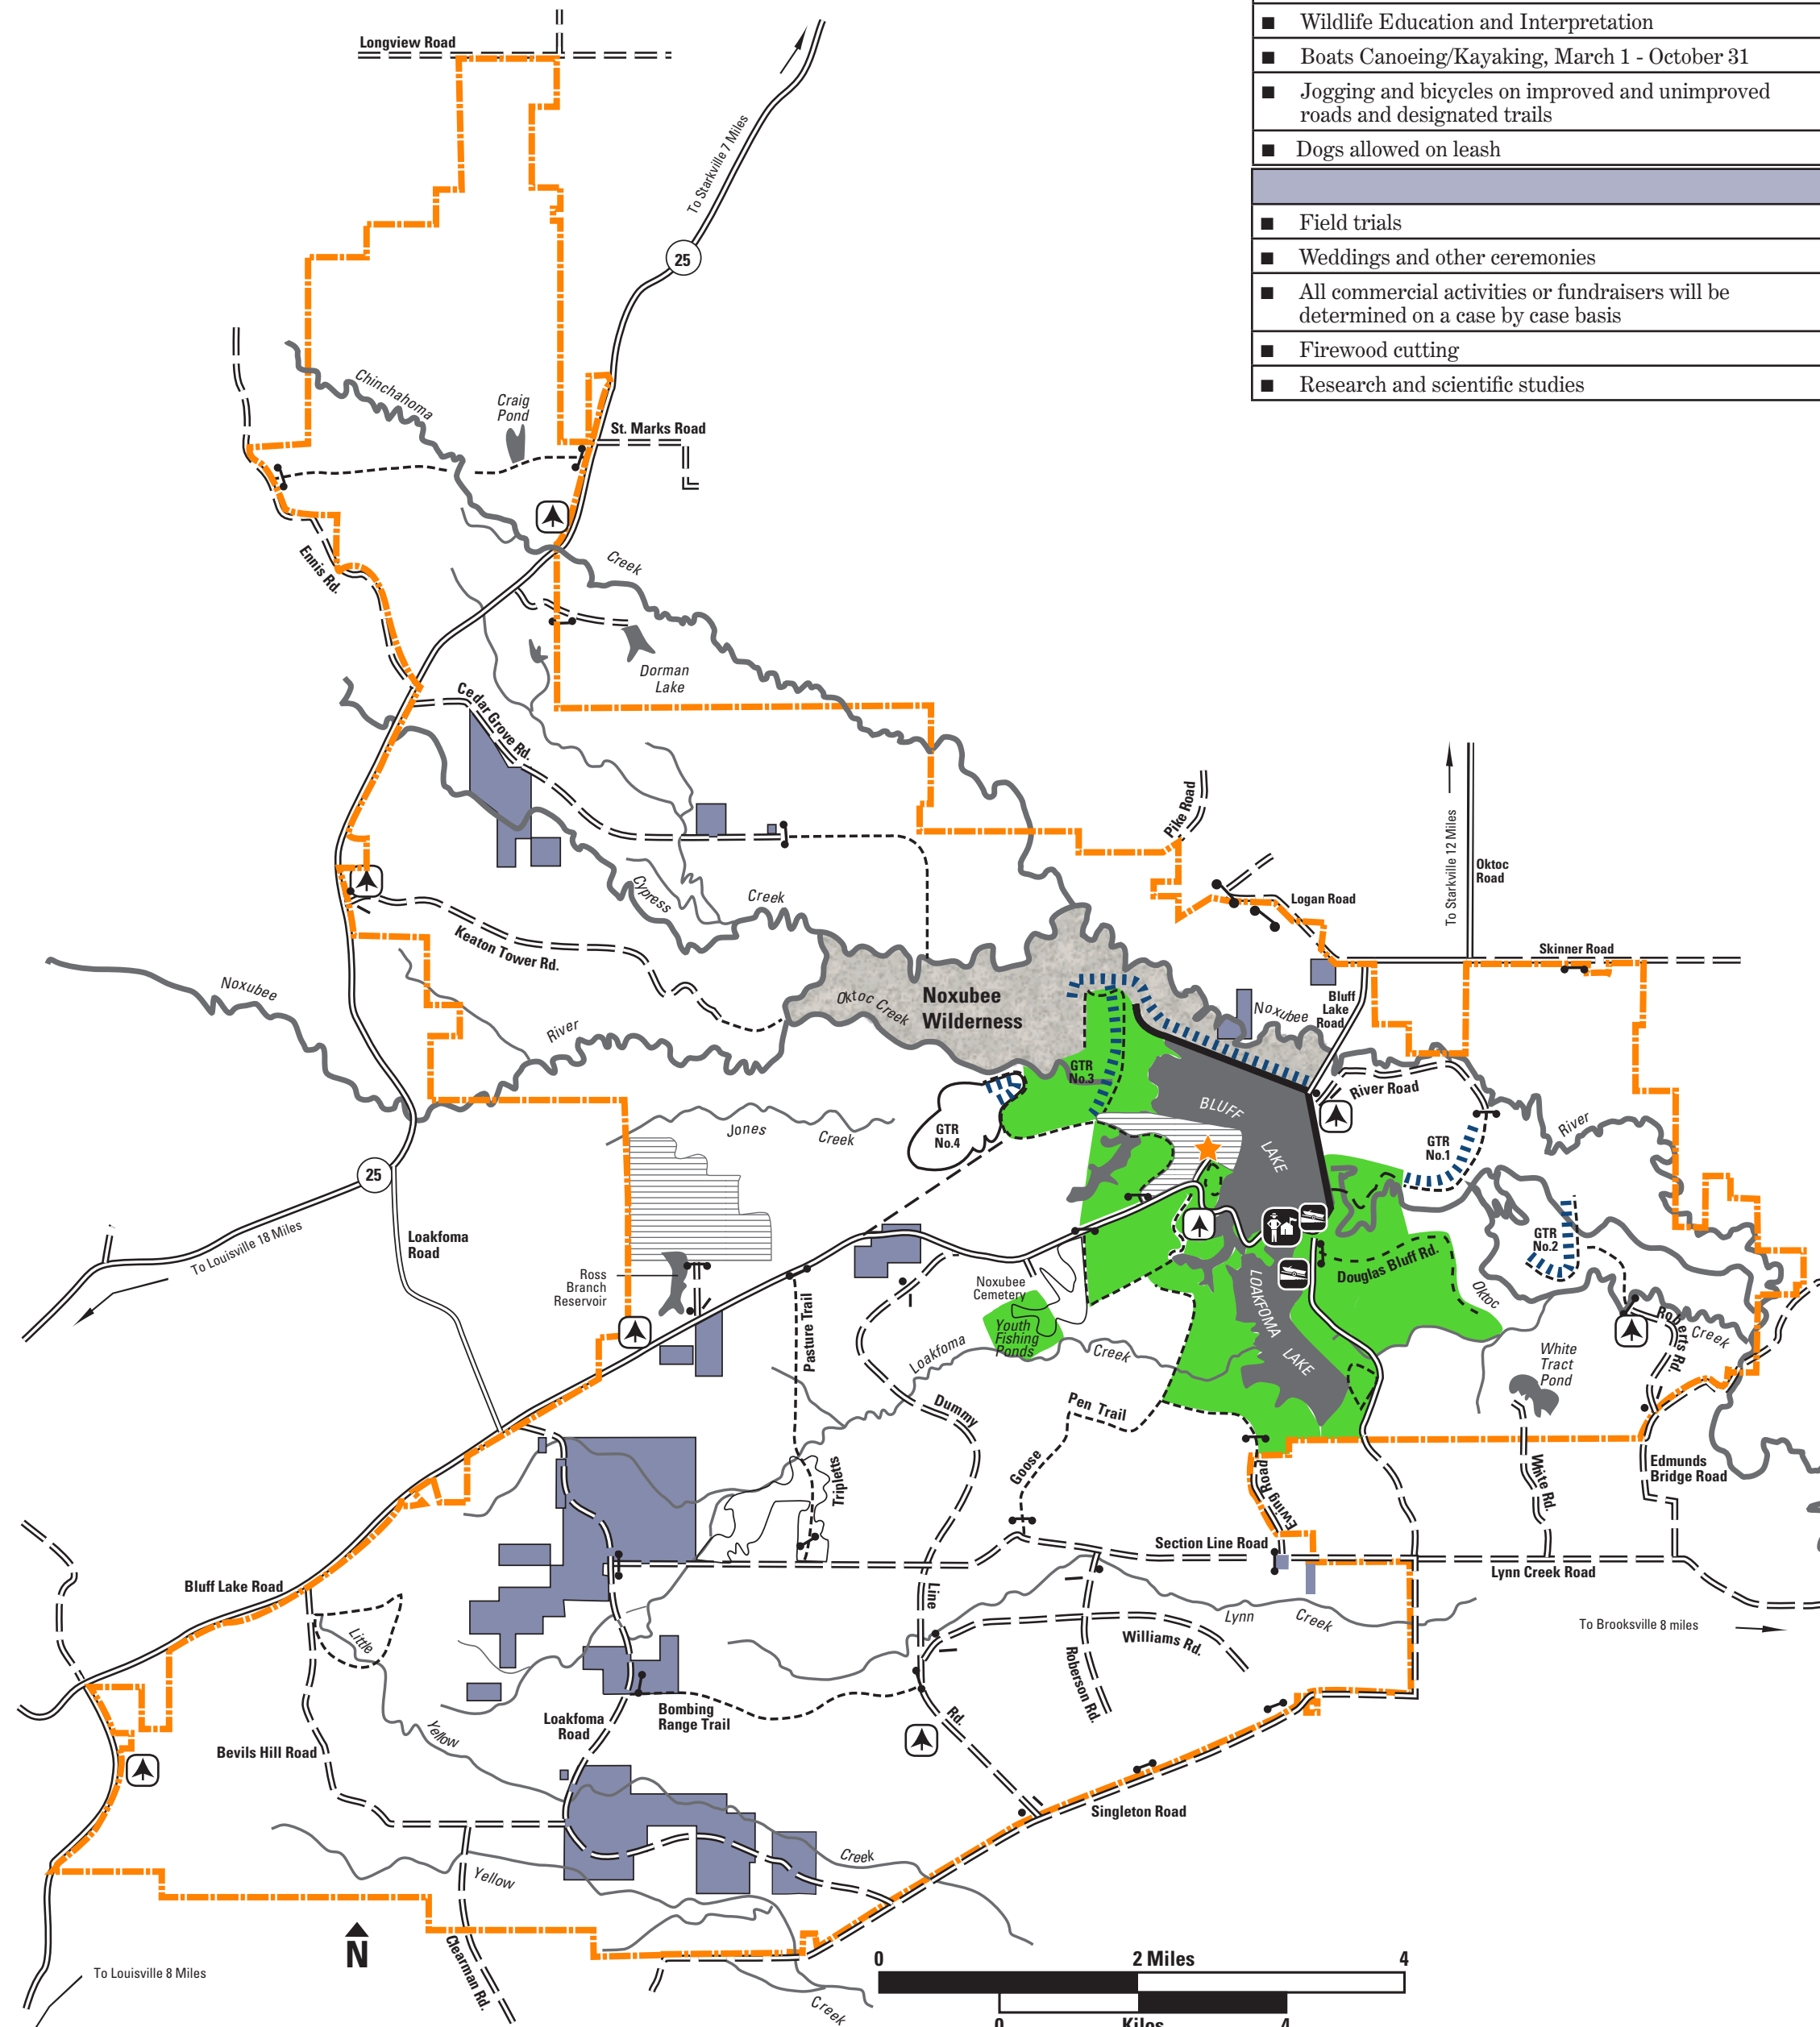 ■ Wildlife Education and Interpretation
■ Boats Canoeing/Kayaking, March 1 - October 31
■ Jogging and bicycles on improved and unimproved
roads and designated trails
■ Dogs allowed on leash
■ Field trials
■ Weddings and other ceremonies
■ All commercial activities or fundraisers will be
determined on a case by case basis
■ Firewood cutting
■ Research and scientific studies
Longview Road
To Starkville 7 Miles
25
Chinchahoma
Craig
Pond
St. Marks Road
Creek
Ennis Rd.
Dorman
Lake
Cedar Grove Rd.
Pike Road
To Starkville 12 Miles
Oktoc
Road
Cypress
Creek
Logan Road
Keaton Tower Rd.
Skinner Road
Noxubee
River
Oktoc Creek
Noxubee
Wilderness
Noxubee
Bluff
Lake
Road
GTR
No.3
River Road
BLUFF
LAKE
GTR
No.4
Jones
Creek
GTR
No.1
River
25
To Louisville 18 Miles
Loakfoma
Road
GTR
No.2
Douglas Bluff Rd.
Oktoc
Ross
Branch
Reservoir
Noxubee
Cemetery
Youth
Fishing
Ponds
LOAKFOMA
LAKE
Pasture Trail
Loakfoma
Creek
Roberts Rd.
Creek
White
Tract
Pond
Dummy
Pen Trail
Goose
Triplets
Ewing Road
White Rd.
Edmunds
Bridge Road
Section Line Road
Lynn Creek Road
Bluff Lake Road
Line
Little
Lynn
Creek
To Brooksville 8 miles
Williams Rd.
Roberson Rd.
Bombing
Range Trail
Loakfoma
Road
Rd.
Yellow
Bevils Hill Road
Singleton Road
Creek
Yellow
N
Clearman Rd.
To Louisville 8 Miles
Creek
0 2 Miles 4
0 Kilos 4